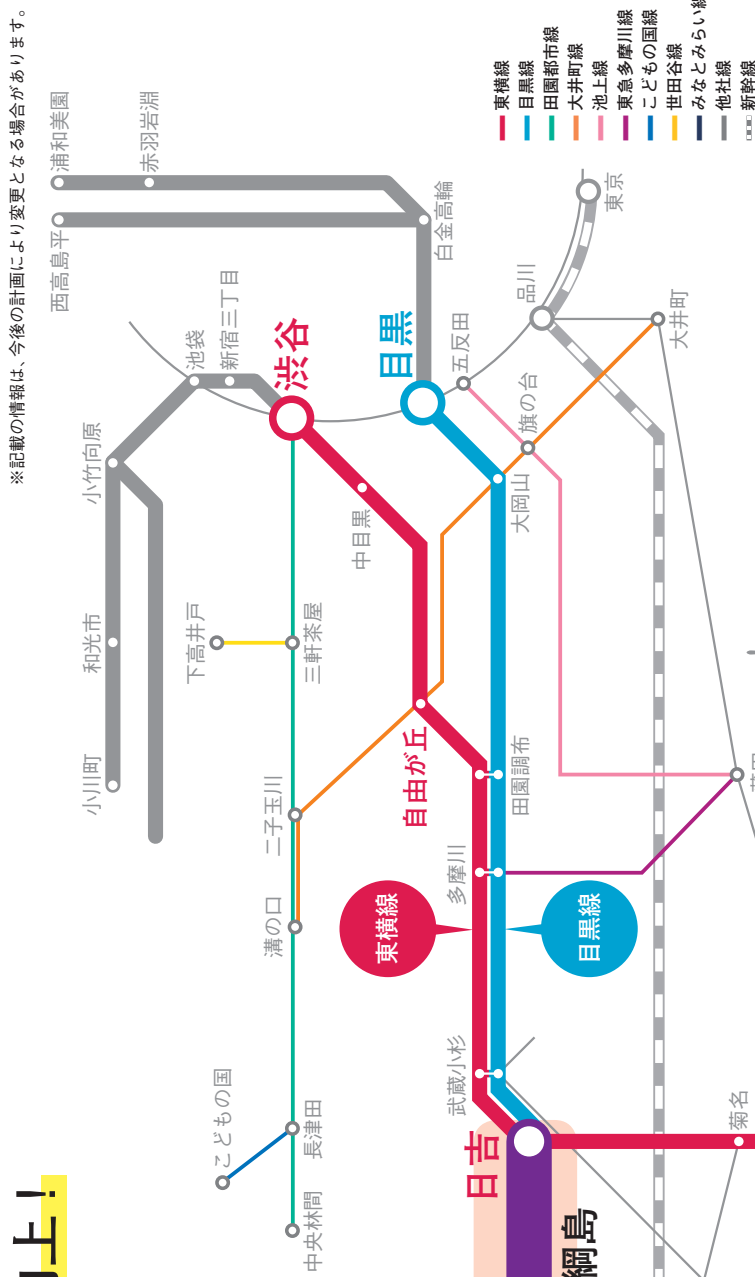 ※記載の情報は、今後の計画により変更となる場合があります。
上！
浦和美園
赤羽岩淵
西高島平
白金高輪
池袋
新宿三丁目
渋谷
目黒
東京
品川
五反田
大井町
旗の台
大岡山
小竹向原
中目黒
和光市
下高井戸
三軒茶屋
小川町
二子玉川
自由が丘
田園調布
溝の口
多摩川
東横線
目黒線
武蔵小杉
こどもの国
長津田
中央林間
日吉
綱島
菊名
東横線
目黒線
田園都市線
大井町線
池上線
東急多摩川線
こどもの国線
世田谷線
みなとみらい線
他社線
新幹線